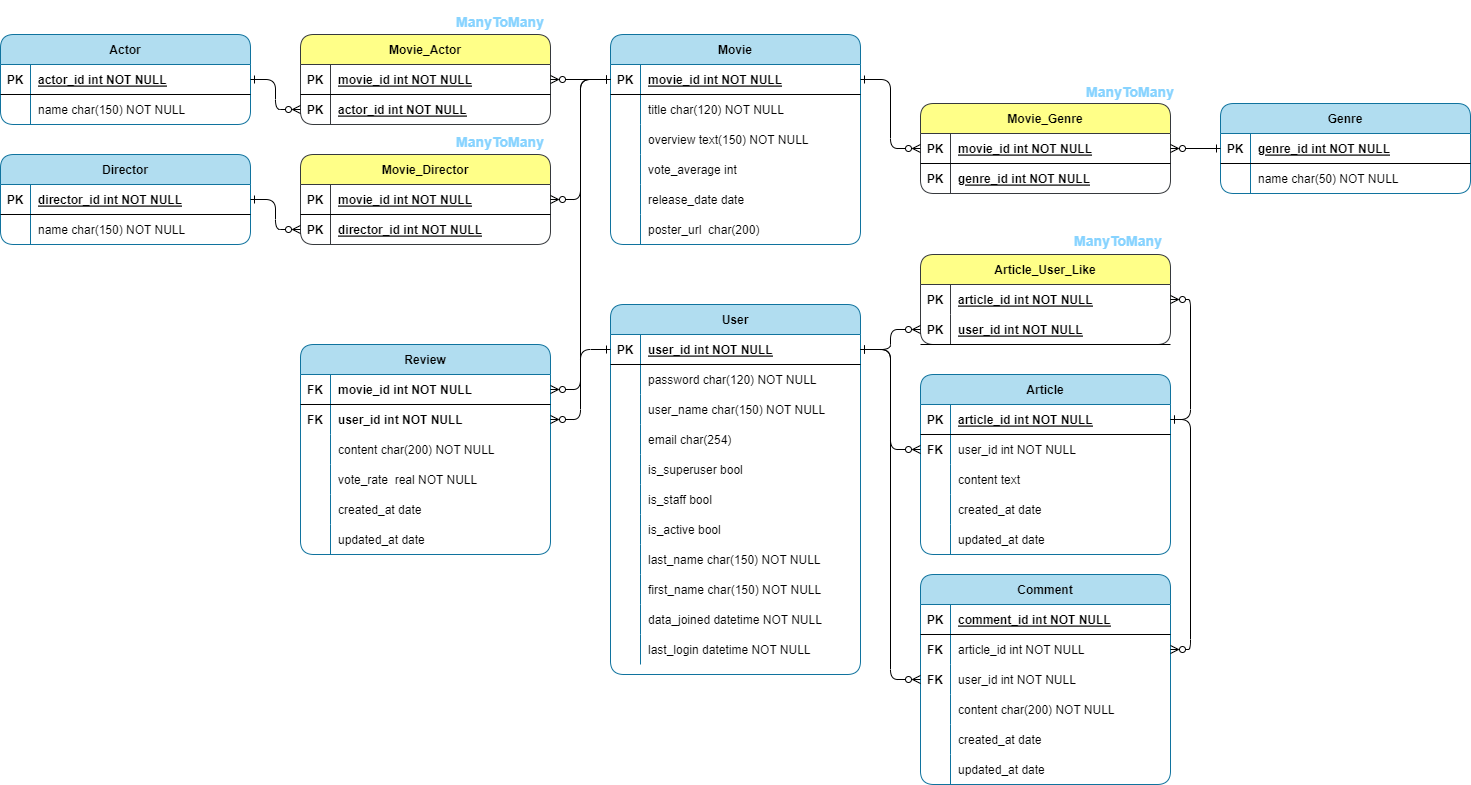 ManyToMany
Actor
PK actor_id int NOT NULL
name char(150) NOT NULL
Movie_Actor
PK movie_id int NOT NULL
PK actor_id int NOT NULL
Movie
PK movie_id int NOT NULL
title char(120) NOT NULL
overview text(150) NOT NULL
vote_average int
release_date date
poster_url  char(200)
ManyToMany
Movie_Genre
PK movie_id int NOT NULL
PK genre_id int NOT NULL
Genre
PK genre_id int NOT NULL
name char(50) NOT NULL
ManyToMany
Director
PK director_id int NOT NULL
name char(150) NOT NULL
Movie_Director
PK movie_id int NOT NULL
PK director_id int NOT NULL
ManyToMany
Article_User_Like
PK article_id int NOT NULL
PK user_id int NOT NULL
Review
FK movie_id int NOT NULL
FK user_id int NOT NULL
content char(200) NOT NULL
vote_rate  real NOT NULL
created_at date
updated_at date
User
PK user_id int NOT NULL
password char(120) NOT NULL
user_name char(150) NOT NULL
email char(254)
is_superuser bool
is_staff bool
is_active bool
last_name char(150) NOT NULL
first_name char(150) NOT NULL
data_joined datetime NOT NULL
last_login datetime NOT NULL
Article
PK article_id int NOT NULL
FK user_id int NOT NULL
content text
created_at date
updated_at date
Comment
PK comment_id int NOT NULL
FK article_id int NOT NULL
FK user_id int NOT NULL
content char(200) NOT NULL
created_at date
updated_at date